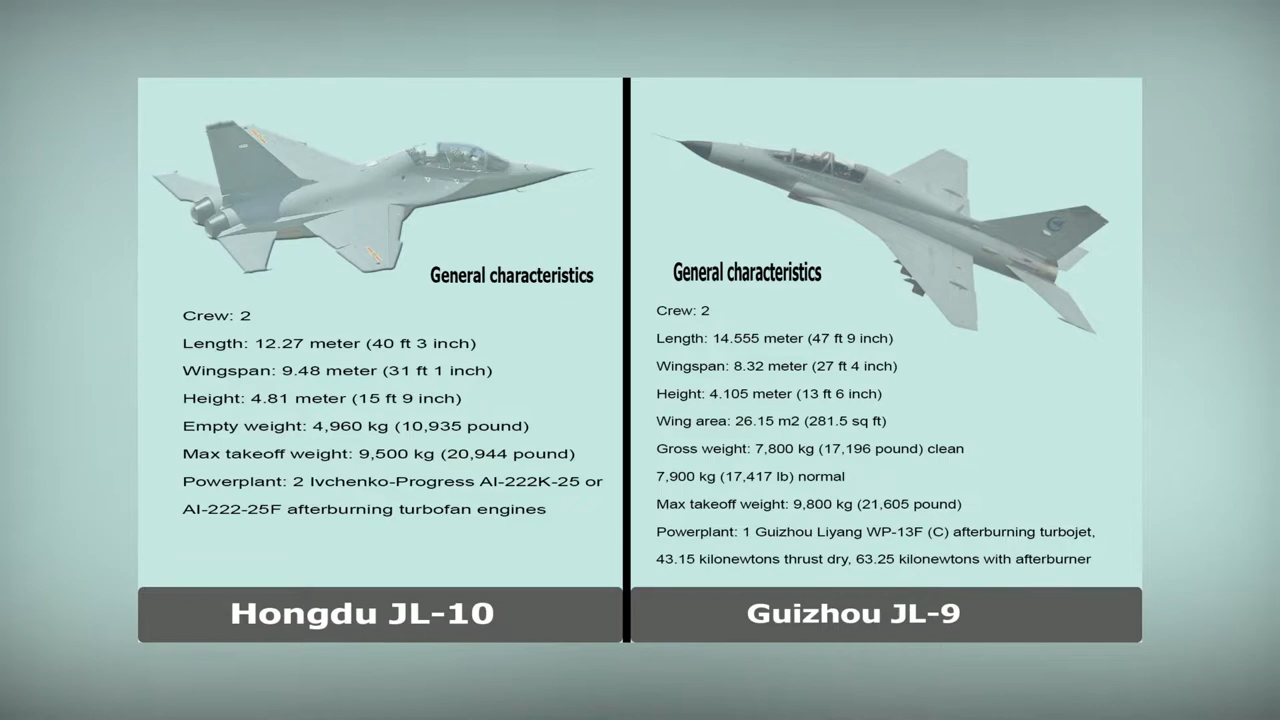 General characteristics
Crew: 2
Length: 12.27 meter (40 ft 3 inch)
Wingspan: 9.48 meter (31 ft 1 inch)
Height: 4.81 meter (15 ft 9 inch)
Empty weight: 4,960 kg (10,935 pound)
Max takeoff weight: 9,500 kg (20,944 pound)
Powerplant: 2 Ivchenko-Progress AI-222K-25 or
AI-222-25F afterburning turbofan engines
Hongdu JL-10
General characteristics
Crew: 2
Length: 14.555 meter (47 ft 9 inch)
Wingspan: 8.32 meter (27 ft 4 inch)
Height: 4.105 meter (13 ft 6 inch)
Wing area: 26.15 m2 (281.5 sq ft)
Gross weight: 7,800 kg (17,196 pound) clean
7,900 kg (17,417 lb) normal
Max takeoff weight: 9,800 kg (21,605 pound)
Powerplant: 1 Guizhou Liyang WP-13F (C) afterburning turbojet,
43.15 kilonewtons thrust dry, 63.25 kilonewtons with afterburner
Guizhou JL-9